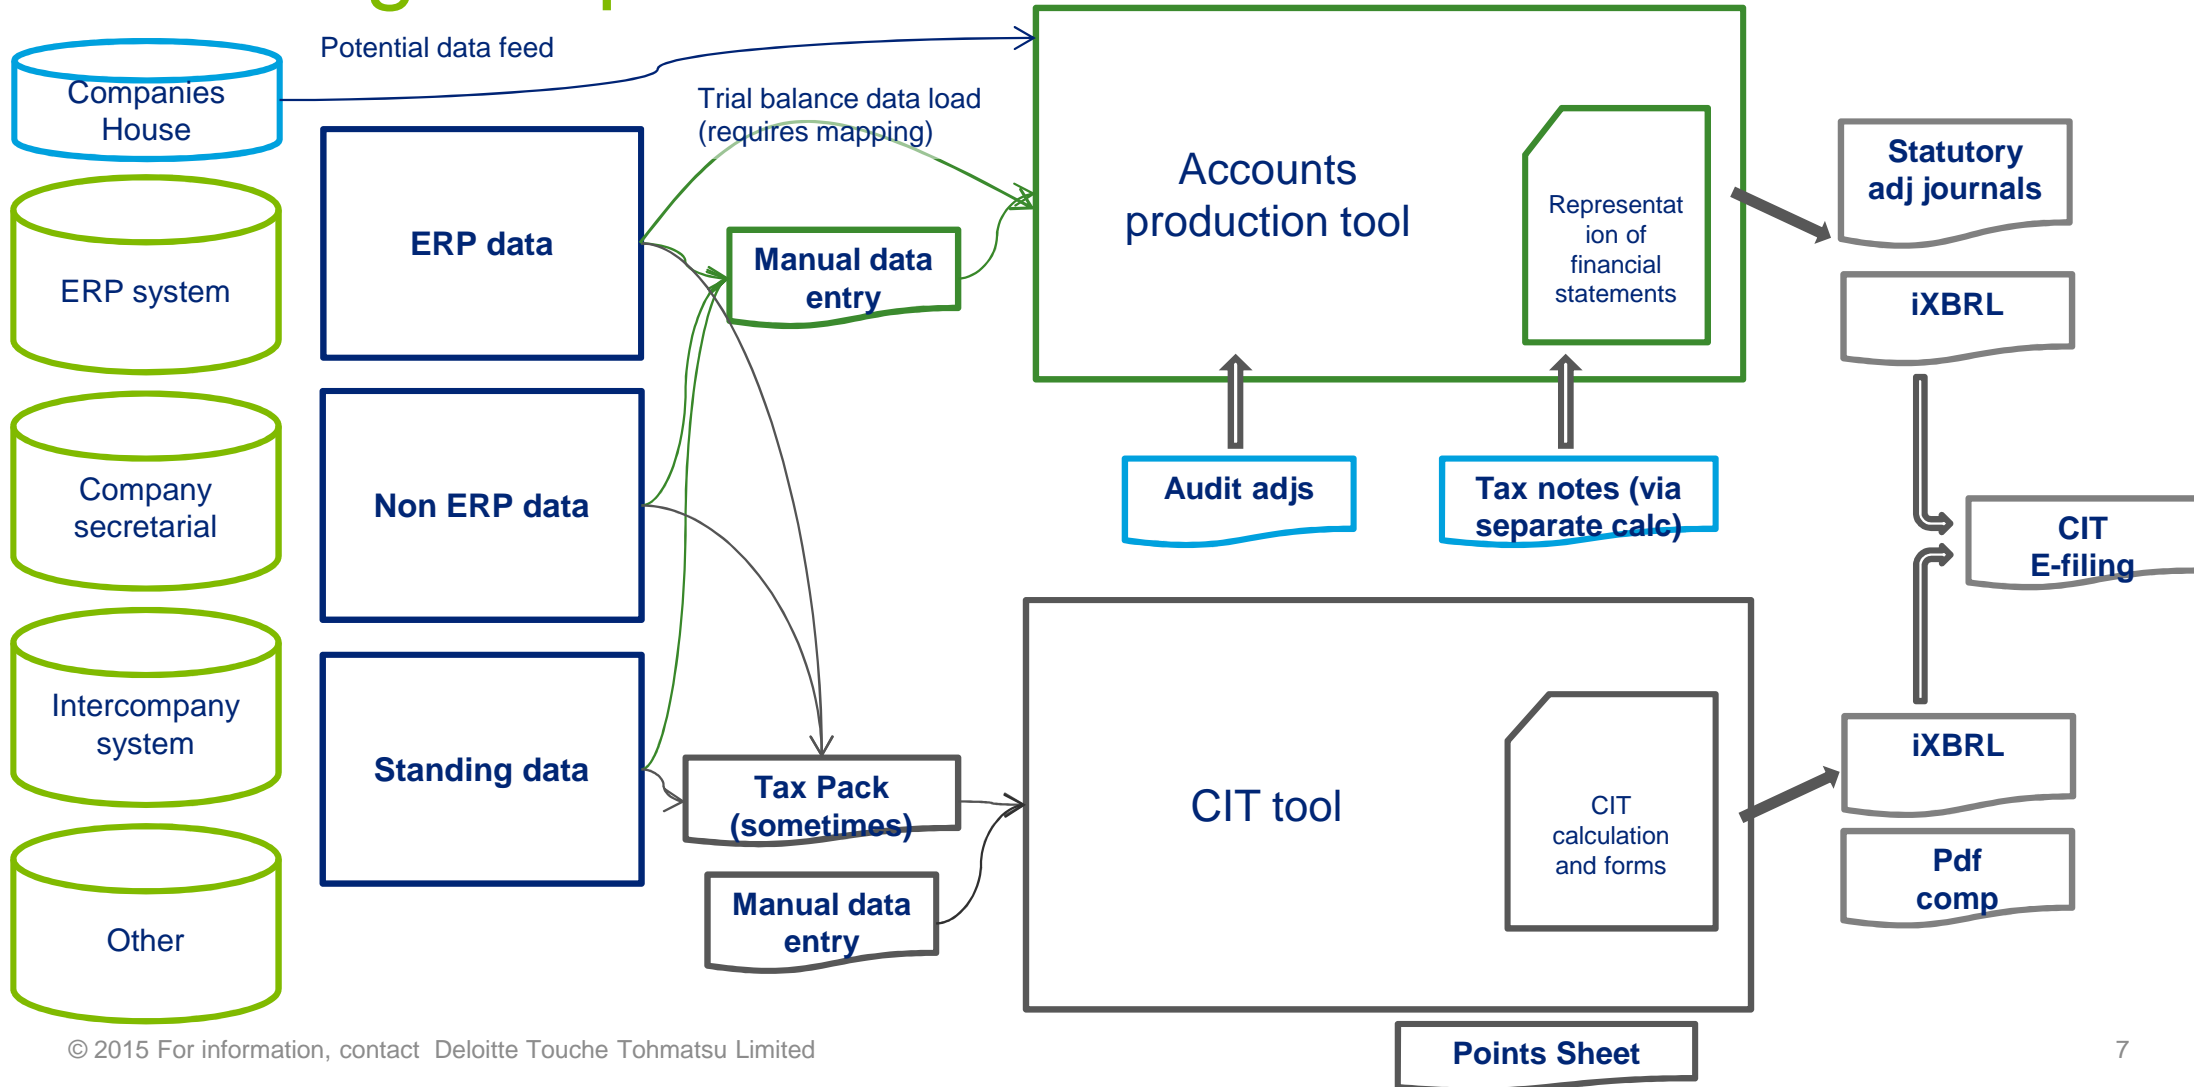 Potential data feed
Companies
House
Trial balance data load
(requires mapping)
ERP data
ERP system
Manual data
entry
Accounts
production tool
Representat
ion of
financial
statements
Statutory
adj journals
iXBRL
Company
secretarial
Non ERP data
Audit adjs
Tax notes (via
separate calc)
CIT
E-filing
Intercompany
system
Standing data
Tax Pack
(sometimes)
Manual data
entry
CIT tool
CIT
calculation
and forms
iXBRL
Pdf
comp
Other
Points Sheet
© 2015 For information, contact Deloitte Touche Tohmatsu Limited
7